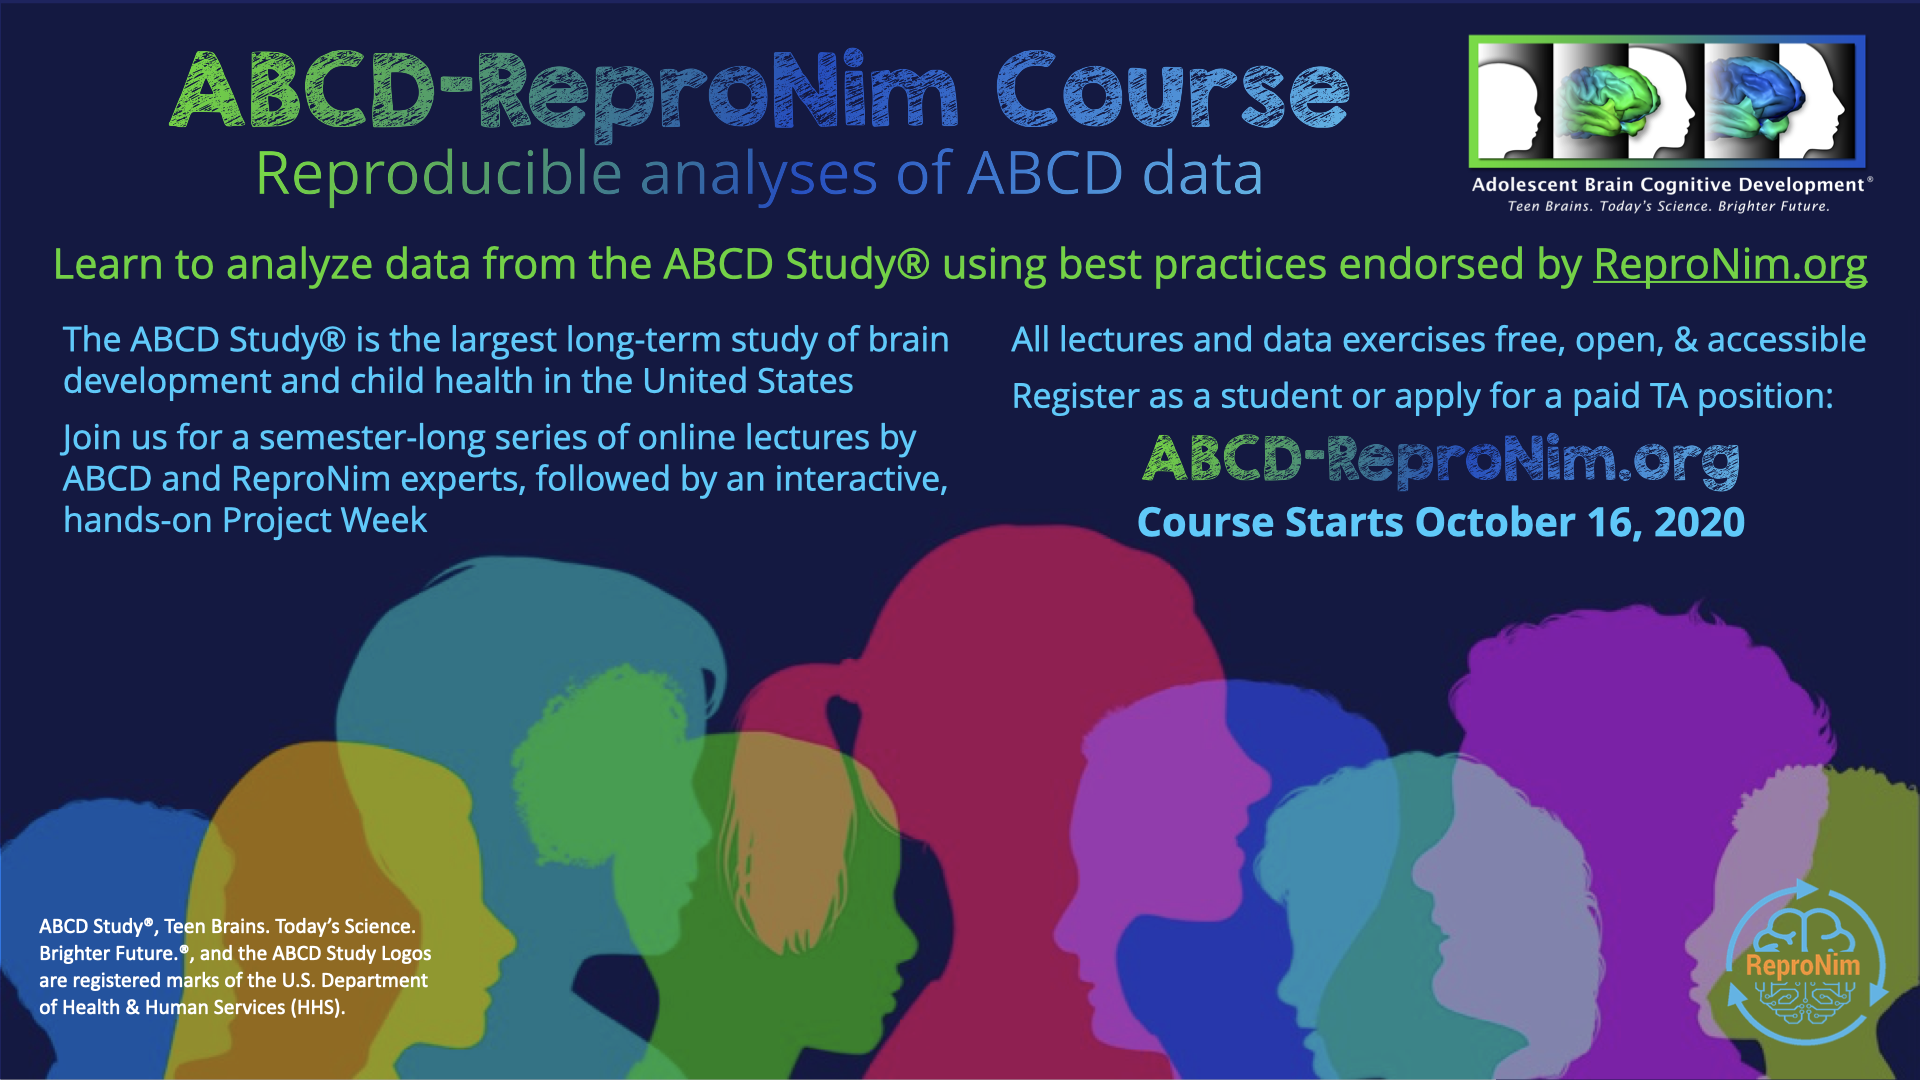 ABCD-ReproNim Course
Reproducible analyses of ABCD data
Adolescent Brain Cognitive Development®
Teen Brains. Today's Science. Brighter Future.
Learn to analyze data from the ABCD Study® using best practices endorsed by ReproNim.org
The ABCD Study® is the largest long-term study of brain
development and child health in the United States
Join us for a semester-long series of online lectures by
ABCD and ReproNim experts, followed by an interactive,
hands-on Project Week
All lectures and data exercises free, open, & accessible
Register as a student or apply for a paid TA position:
ABCD-ReproNim.org
Course Starts October 16, 2020
ABCD Study®, Teen Brains. Today’s Science.
Brighter Future.®, and the ABCD Study Logos
are registered marks of the U.S. Department
of Health & Human Services (HHS).
ReproNim